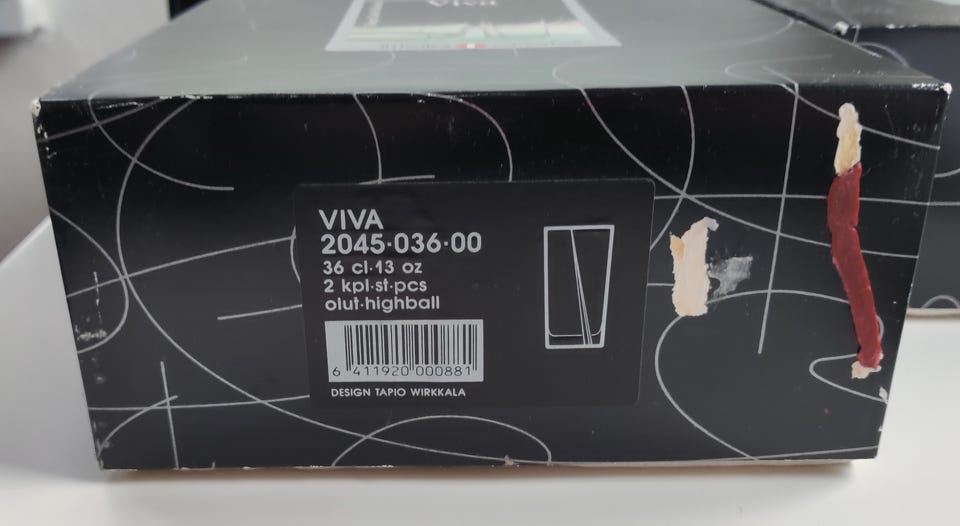 Viva
VIVA
2045·036·00
36 cl·13 oz
2 kpl·st·pcs
olut·highball
6 411920 000881
DESIGN TAPIO WIRKKALA